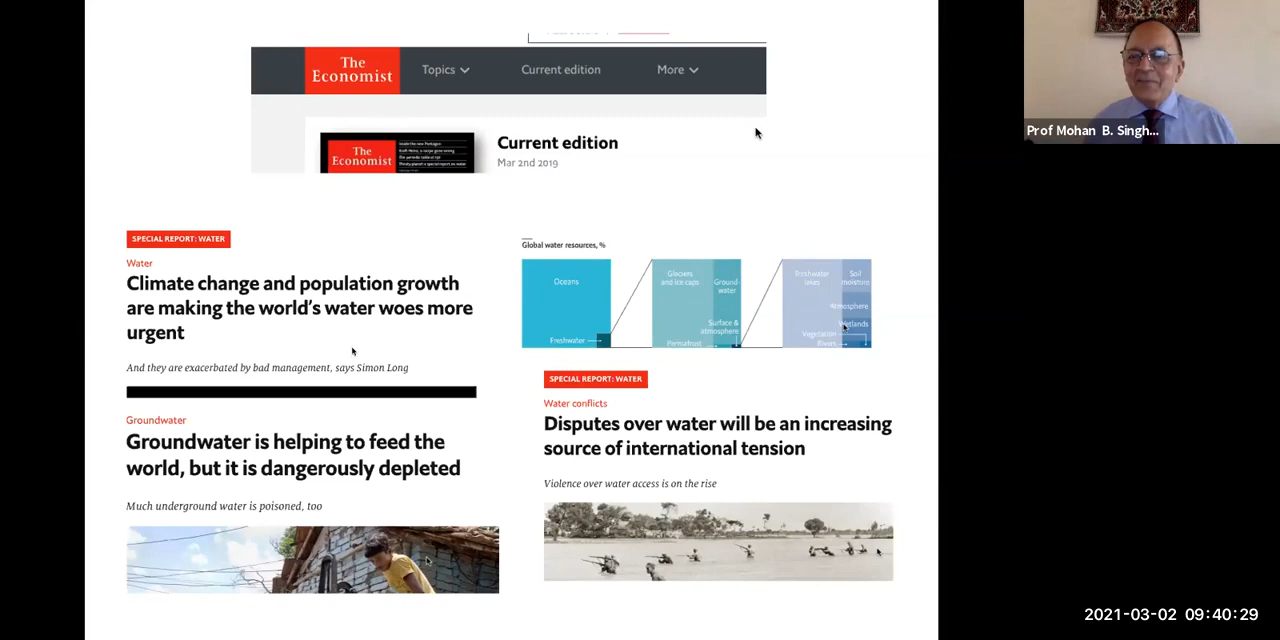 The
Economist
Topics
Current edition
More
The
Economist
Current edition
Mar 2nd 2019
Prof Mohan B. Singh...
SPECIAL REPORT: WATER
Water
Climate change and population growth
are making the world's water woes more
urgent
And they are exacerbated by bad management, says Simon Long
Groundwater
Groundwater is helping to feed the
world, but it is dangerously depleted
Much underground water is poisoned, too
Global water resources, %
Oceans
Freshwater
Glaciers
and ice caps
Ground-
water
Surface &
atmosphere
Permafrost
Freshwater
lakes
Soil
moisture
Atmosphere
Wetlands
Vegetation
Rivers
SPECIAL REPORT: WATER
Water conflicts
Disputes over water will be an increasing
source of international tension
Violence over water access is on the rise
2021-03-02 09:40:29